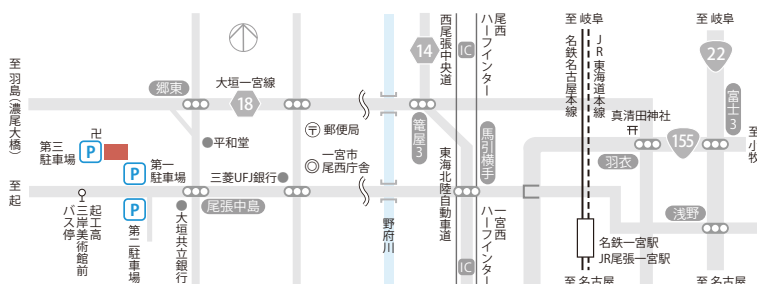 至羽島(濃尾大橋)
郷東
大垣一宮線
18
14
西尾張中央道
IC
尾西ハーフインター
至岐阜
名鉄名古屋本線
JR東海道本線
至岐阜
22
富士3
真清田神社
155
至小牧
羽衣
卍
第三駐車場
P
平和堂
〒郵便局
篭屋3
馬引横手
P
第一駐車場
一宮市尾西庁舎
三菱UFJ銀行
至起
起工高三岸美術館前バス停
P
第二駐車場
大垣共立銀行
尾張中島
野府川
東海北陸自動車道
一宮西ハーフインター
IC
浅野
名鉄一宮駅
JR尾張一宮駅
至名古屋
至名古屋